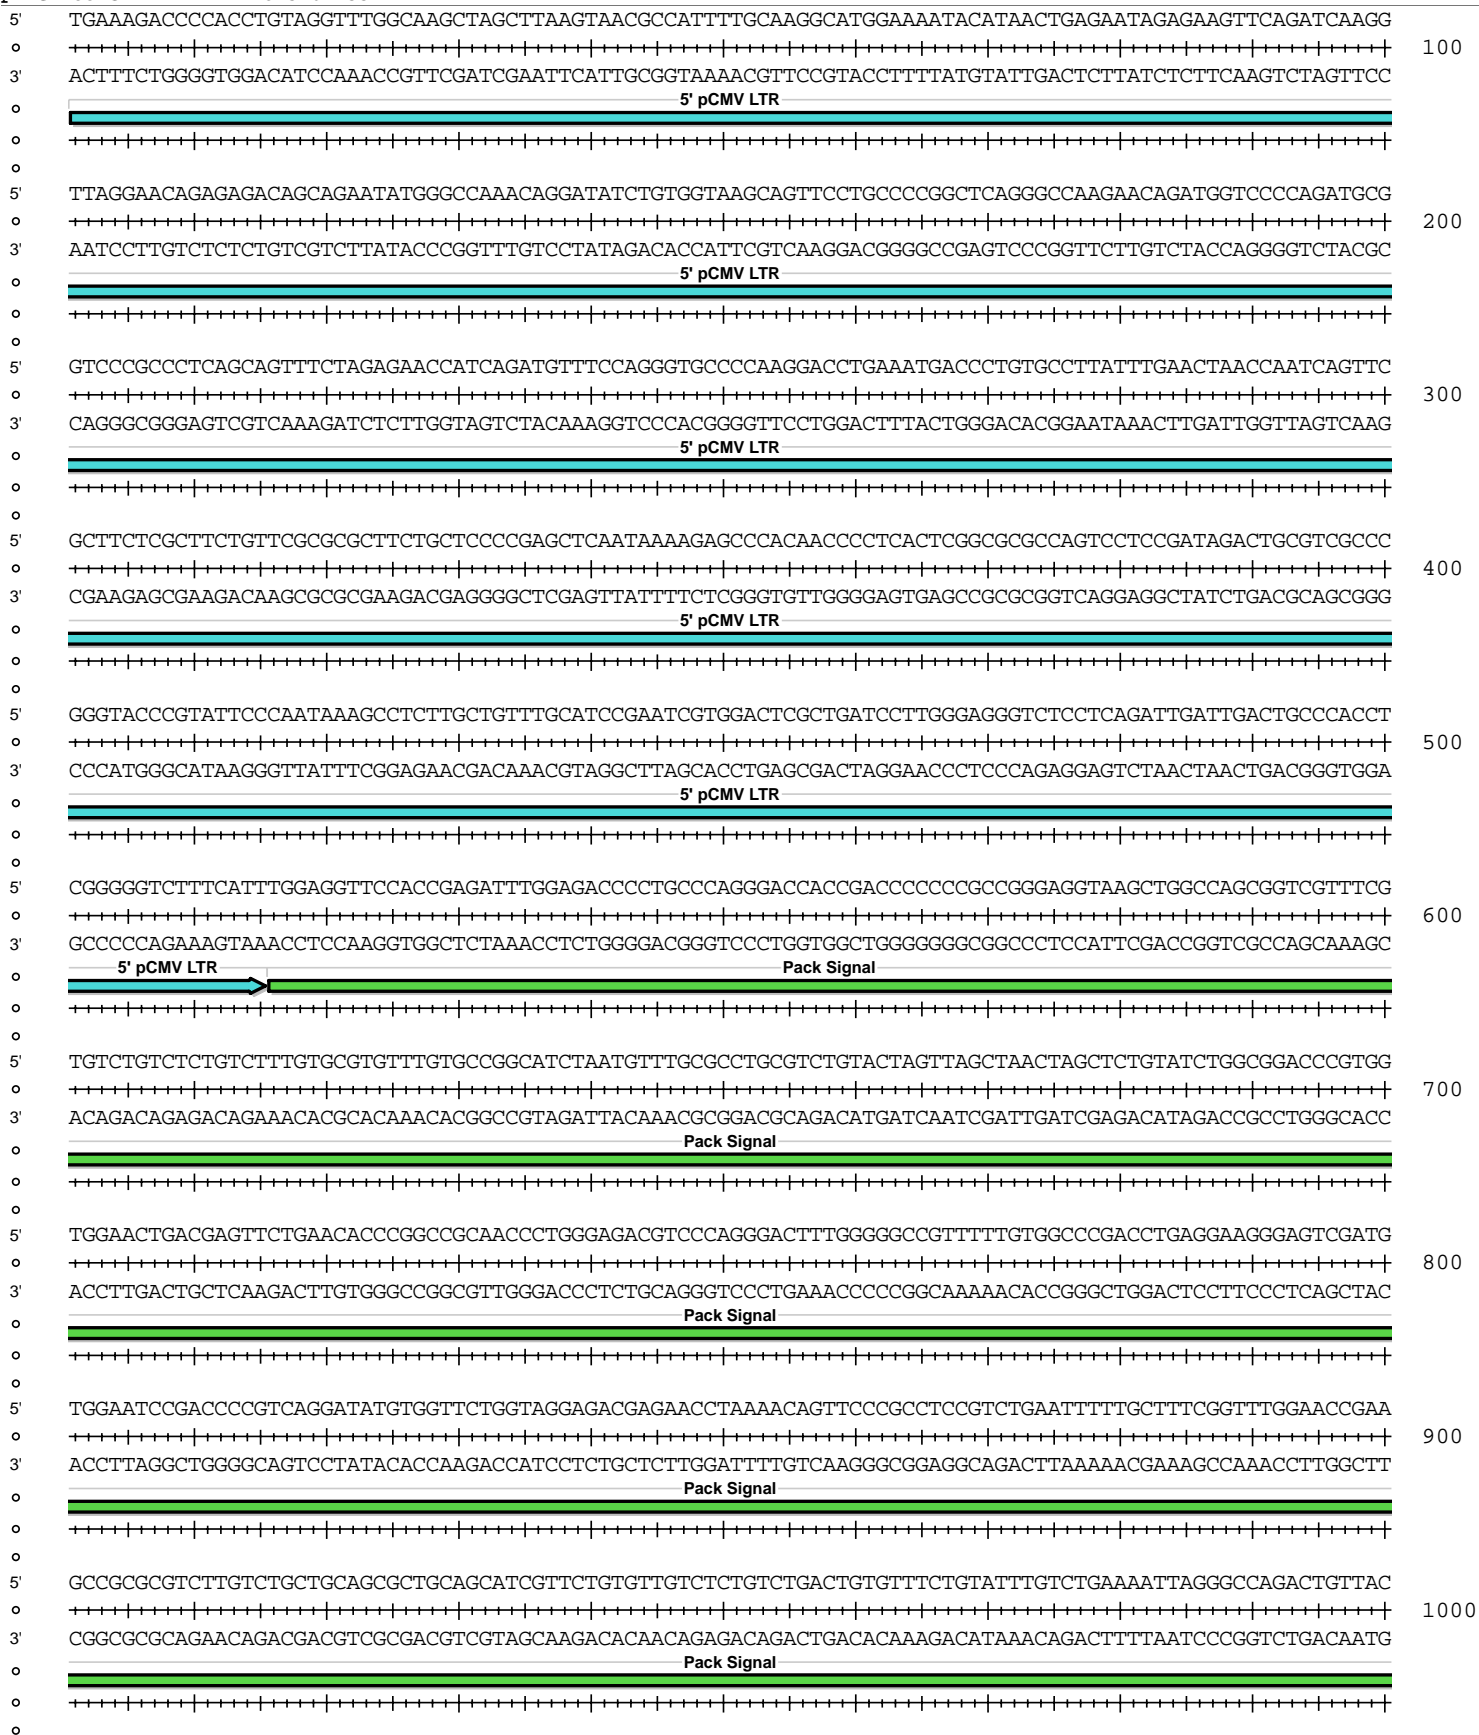 5' TGAAAGACCCCACCTGTAGGTTTGGCAAGCTAGCTTAAGTAACGCCATTTTGCAAGGCATGGAAAATACATAACTGAGAATAGAGAAGTTCAGATCAAGG
100
3' ACTTTCTGGGGTGGACATCCAAACCGTTCGATCGAATTCATTGCGGTAAAACGTTCCGTACCTTTTATGTATTGACTCTTATCTCTTCAAGTCTAGTTCC
5' pCMV LTR
5' TTAGGAACAGAGAGACAGCAGAATATGGGCCAAACAGGATATCTGTGGTAAGCAGTTCCTGCCCCGGCTCAGGGCCAAGAACAGATGGTCCCCAGATGCG
200
3' AATCCTTGTCTCTCTGTCGTCTTATACCCGGTTTGTCCTATAGACACCATTCGTCAAGGACGGGGCCGAGTCCCGGTTCTTGTCTACCAGGGGTCTACGC
5' pCMV LTR
5' GTCCCGCCCTCAGCAGTTTCTAGAGAACCATCAGATGTTTCCAGGGTGCCCCAAGGACCTGAAATGACCCTGTGCCTTATTTGAACTAACCAATCAGTTC
300
3' CAGGGCGGGAGTCGTCAAAGATCTCTTGGTAGTCTACAAAGGTCCCACGGGGTTCCTGGACTTTACTGGGACACGGAATAAACTTGATTGGTTAGTCAAG
5' pCMV LTR
5' GCTTCTCGCTTCTGTTCGCGCGCTTCTGCTCCCCGAGCTCAATAAAAGAGCCCACAACCCCTCACTCGGCGCGCCAGTCCTCCGATAGACTGCGTCGCCC
400
3' CGAAGAGCGAAGACAAGCGCGCGAAGACGAGGGGCTCGAGTTATTTTCTCGGGTGTTGGGGAGTGAGCCGCGCGGTCAGGAGGCTATCTGACGCAGCGGG
5' pCMV LTR
5' GGGTACCCGTATTCCCAATAAAGCCTCTTGCTGTTTGCATCCGAATCGTGGACTCGCTGATCCTTGGGAGGGTCTCCTCAGATTGATTGACTGCCCACCT
500
3' CCCATGGGCATAAGGGTTATTTCGGAGAACGACAAACGTAGGCTTAGCACCTGAGCGACTAGGAACCCTCCCAGAGGAGTCTAACTAACTGACGGGTGGA
5' pCMV LTR
5' CGGGGGTCTTTCATTTGGAGGTTCCACCGAGATTTGGAGACCCCTGCCCAGGGACCACCGACCCCCCCGCCGGGAGGTAAGCTGGCCAGCGGTCGTTTCG
600
3' GCCCCCAGAAAGTAAACCTCCAAGGTGGCTCTAAACCTCTGGGGACGGGTCCCTGGTGGCTGGGGGGGCGGCCCTCCATTCGACCGGTCGCCAGCAAAGC
5' pCMV LTR Pack Signal
5' TGTCTGTCTCTGTCTTTGTGCGTGTTTGTGCCGGCATCTAATGTTTGCGCCTGCGTCTGTACTAGTTAGCTAACTAGCTCTGTATCTGGCGGACCCGTGG
700
3' ACAGACAGAGACAGAAACACGCACAAACACGGCCGTAGATTACAAACGCGGACGCAGACATGATCAATCGATTGATCGAGACATAGACCGCCTGGGCACC
Pack Signal
5' TGGAACTGACGAGTTCTGAACACCCGGCCGCAACCCTGGGAGACGTCCCAGGGACTTTGGGGGCCGTTTTTGTGGCCCGACCTGAGGAAGGGAGTCGATG
800
3' ACCTTGACTGCTCAAGACTTGTGGGCCGGCGTTGGGACCCTCTGCAGGGTCCCTGAAACCCCCGGCAAAAACACCGGGCTGGACTCCTTCCCTCAGCTAC
Pack Signal
5' TGGAATCCGACCCCGTCAGGATATGTGGTTCTGGTAGGAGACGAGAACCTAAAACAGTTCCCGCCTCCGTCTGAATTTTTGCTTTCGGTTTGGAACCGAA
900
3' ACCTTAGGCTGGGGCAGTCCTATACACCAAGACCATCCTCTGCTCTTGGATTTTGTCAAGGGCGGAGGCAGACTTAAAAACGAAAGCCAAACCTTGGCTT
Pack Signal
5' GCCGCGCGTCTTGTCTGCTGCAGCGCTGCAGCATCGTTCTGTGTTGTCTCTGTCTGACTGTGTTTCTGTATTTGTCTGAAAATTAGGGCCAGACTGTTAC
1000
3' CGGCGCGCAGAACAGACGACGTCGCGACGTCGTAGCAAGACACAACAGAGACAGACTGACACAAAGACATAAACAGACTTTTAATCCCGGTCTGACAATG
Pack Signal